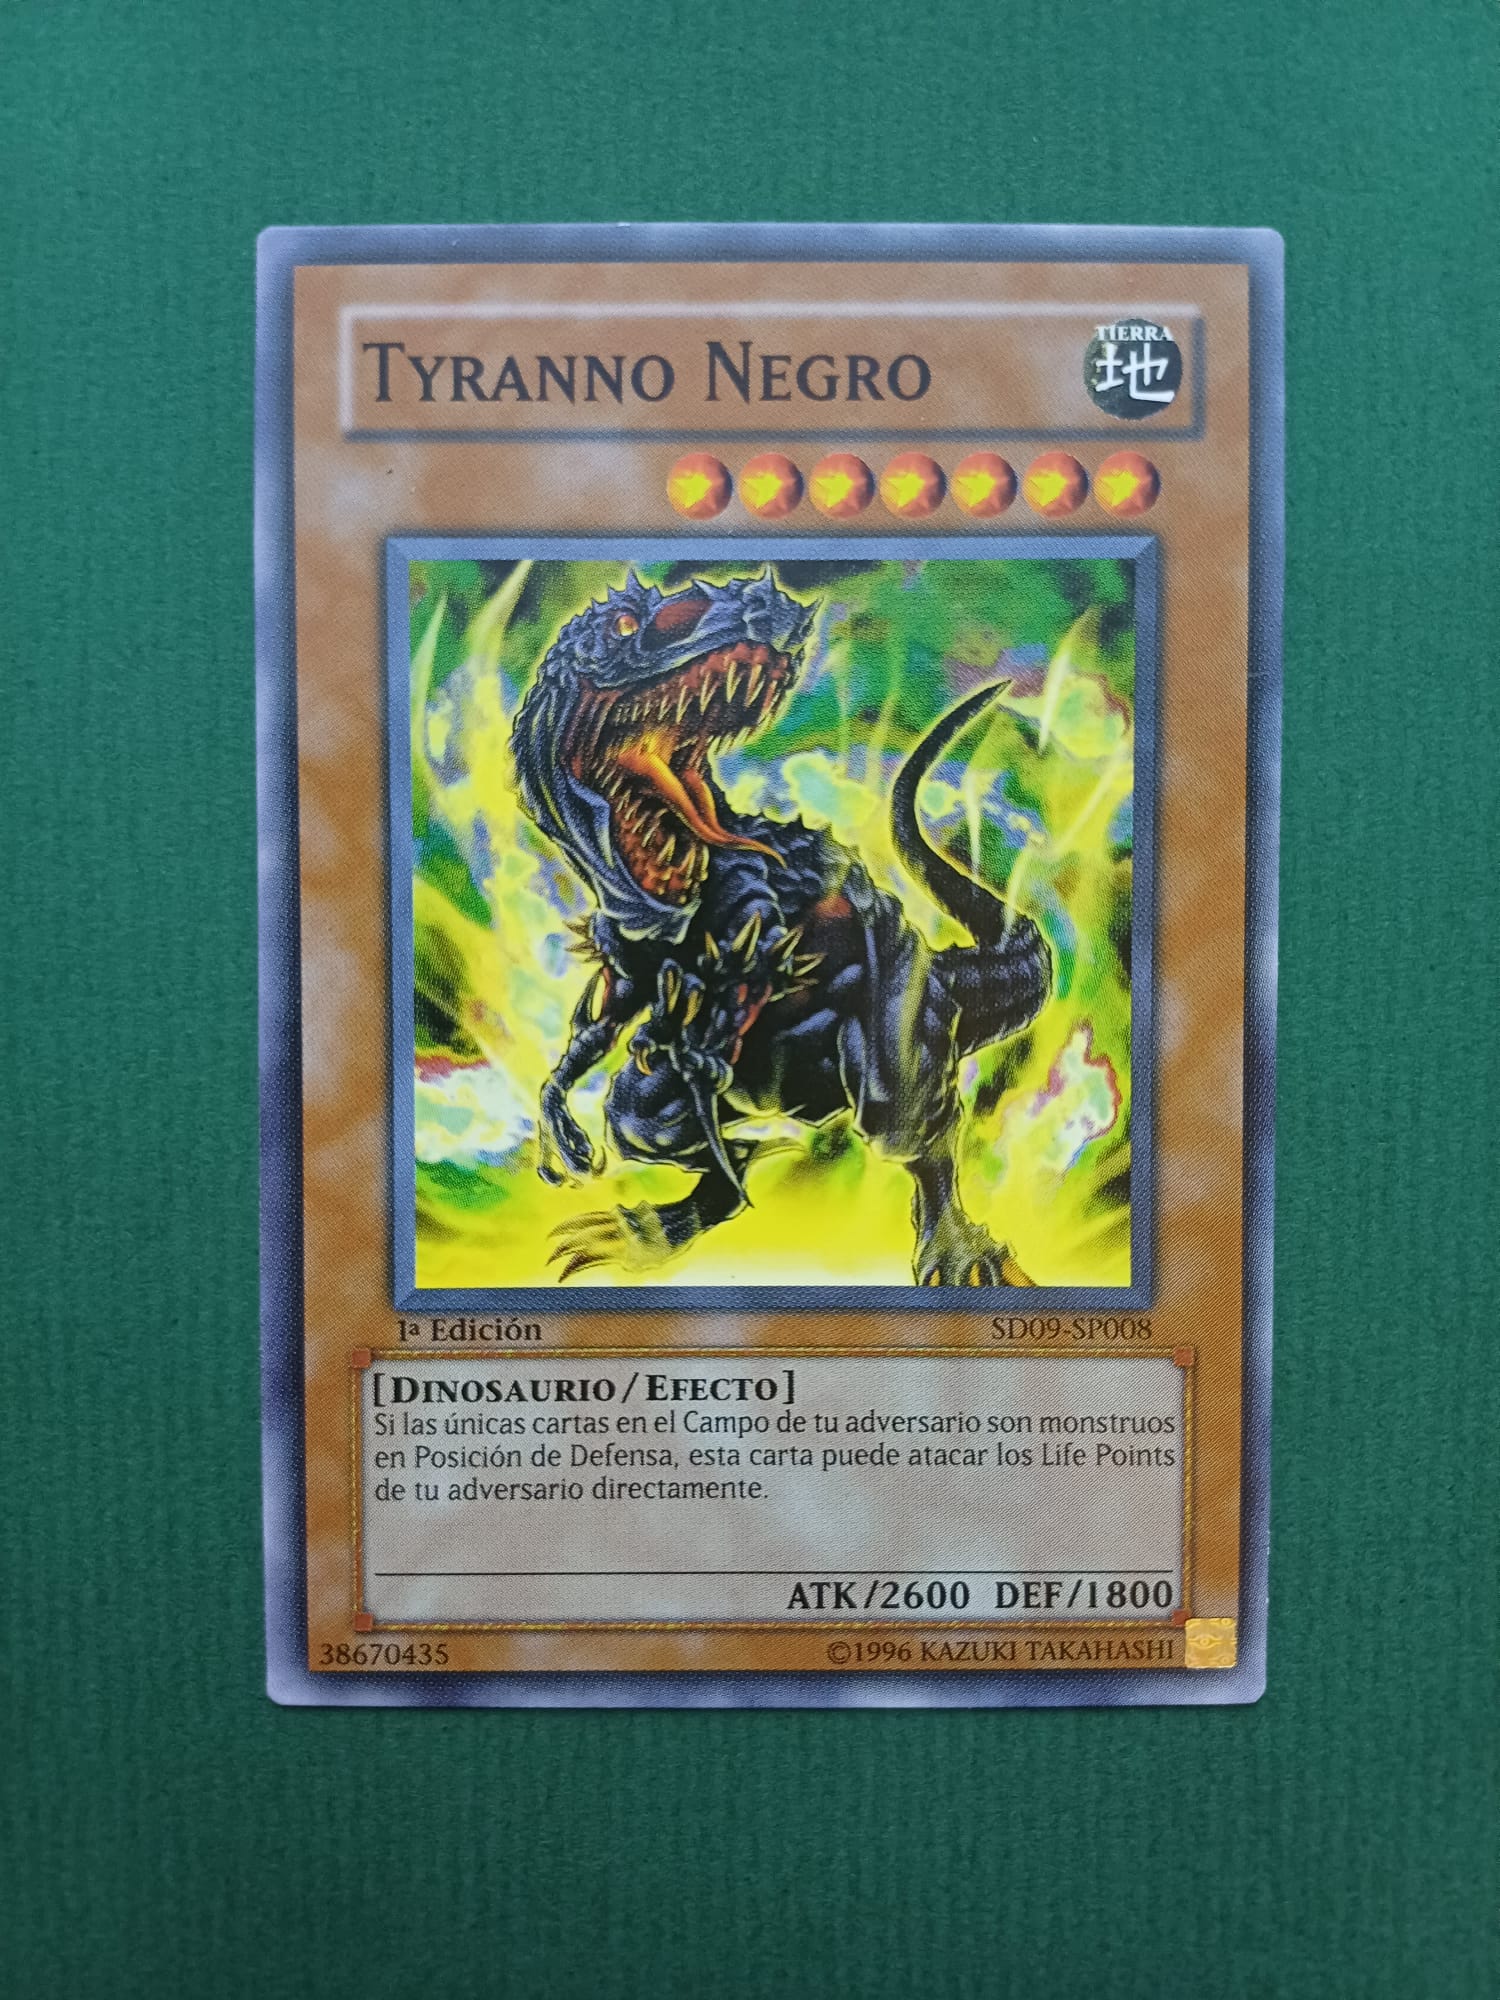 TYRANNO NEGRO
TIERRA
地
1ª Edición
SD09-SP008
[DINOSAURIO/EFECTO]
Si las únicas cartas en el Campo de tu adversario son monstruos
en Posición de Defensa, esta carta puede atacar los Life Points
de tu adversario directamente.
ATK/2600 DEF/1800
38670435
©1996 KAZUKI TAKAHASHI